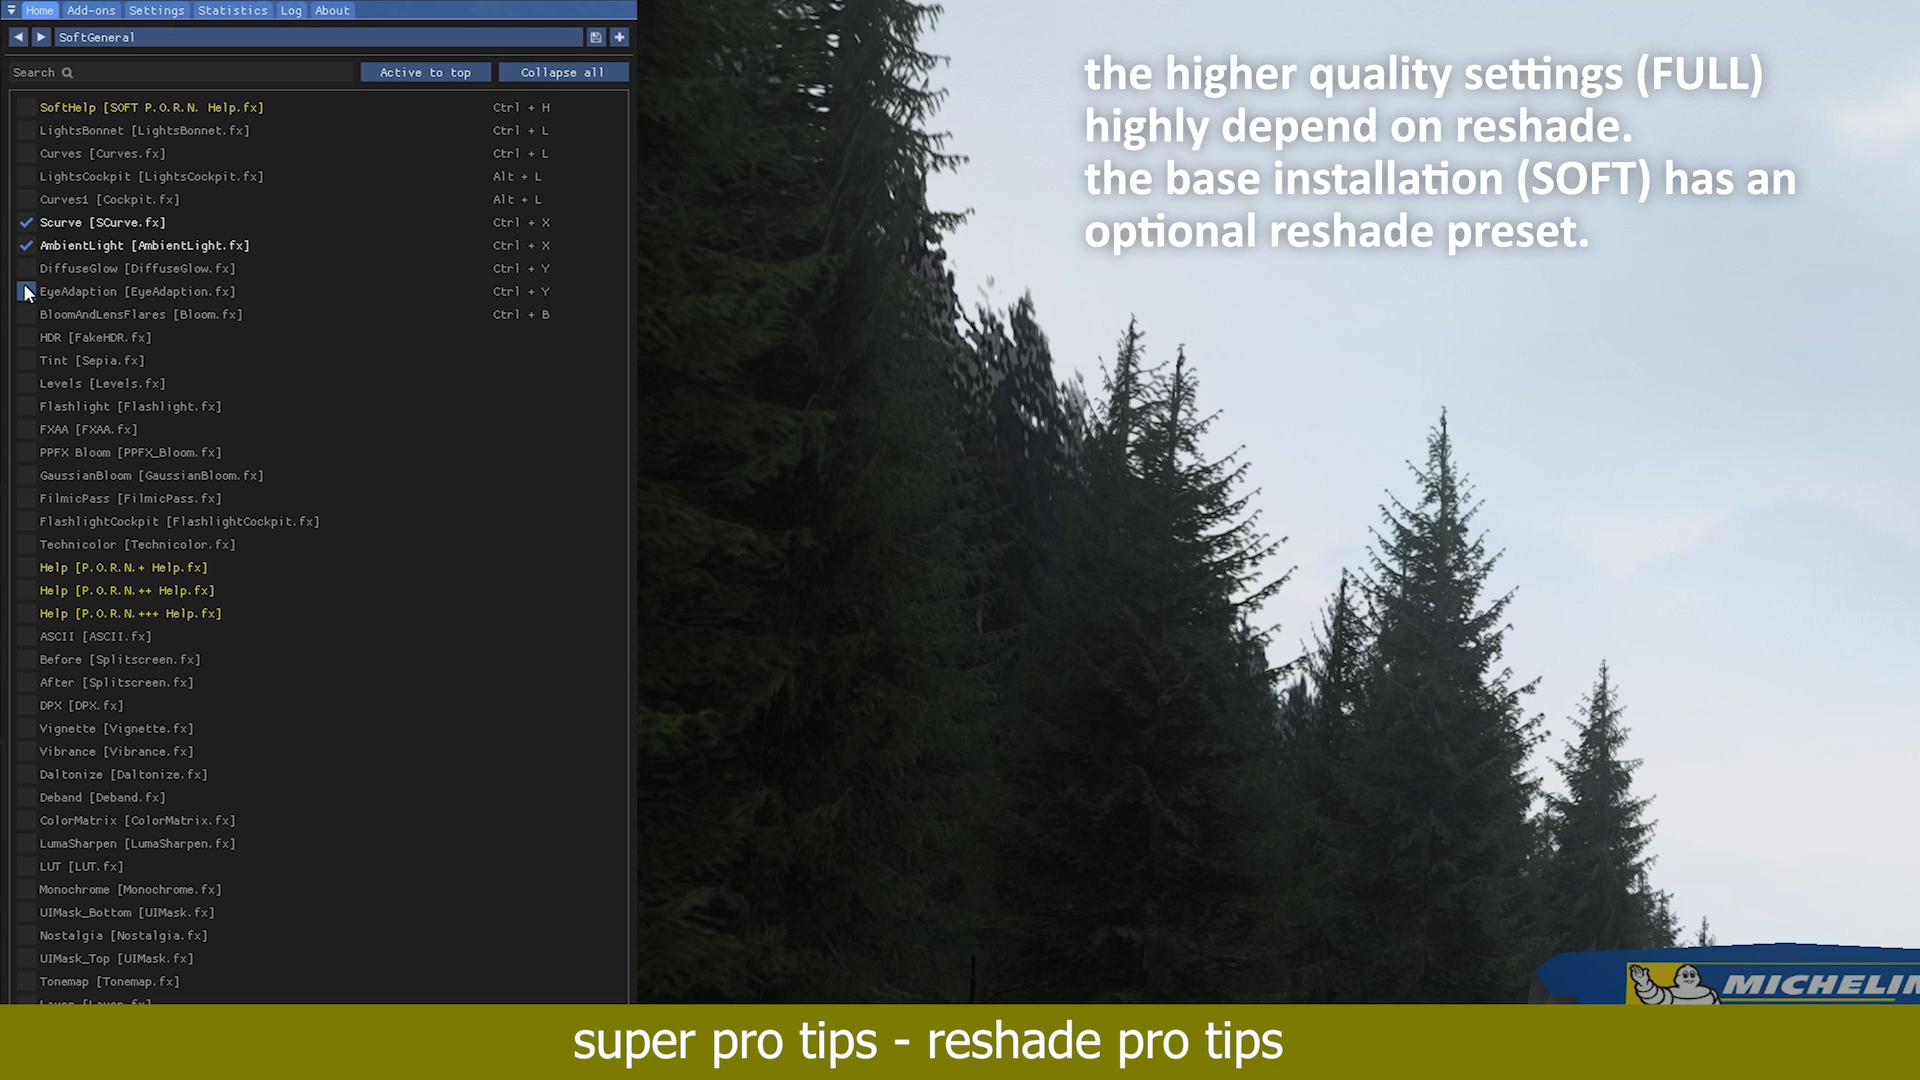 Home Add-ons Settings Statistics Log About
SoftGeneral
Search Active to top Collapse all
SoftHelp [SOFT P.O.R.N. Help.fx] Ctrl + H
LightsBonnet [LightsBonnet.fx] Ctrl + L
Curves [Curves.fx] Ctrl + L
LightsCockpit [LightsCockpit.fx] Alt + L
Curves1 [Cockpit.fx] Alt + L
Scurve [SCurve.fx] Ctrl + X
AmbientLight [AmbientLight.fx] Ctrl + X
DiffuseGlow [DiffuseGlow.fx] Ctrl + Y
EyeAdaption [EyeAdaption.fx] Ctrl + Y
BloomAndLensFlares [Bloom.fx] Ctrl + B
HDR [FakeHDR.fx]
Tint [Sepia.fx]
Levels [Levels.fx]
Flashlight [Flashlight.fx]
FXAA [FXAA.fx]
PPFX Bloom [PPFX_Bloom.fx]
GaussianBloom [GaussianBloom.fx]
FilmicPass [FilmicPass.fx]
FlashlightCockpit [FlashlightCockpit.fx]
Technicolor [Technicolor.fx]
Help [P.O.R.N.+ Help.fx]
Help [P.O.R.N.++ Help.fx]
Help [P.O.R.N.+++ Help.fx]
ASCII [ASCII.fx]
Before [Splitscreen.fx]
After [Splitscreen.fx]
DPX [DPX.fx]
Vignette [Vignette.fx]
Vibrance [Vibrance.fx]
Daltonize [Daltonize.fx]
Deband [Deband.fx]
ColorMatrix [ColorMatrix.fx]
LumaSharpen [LumaSharpen.fx]
LUT [LUT.fx]
Monochrome [Monochrome.fx]
UIMask_Bottom [UIMask.fx]
Nostalgia [Nostalgia.fx]
UIMask_Top [UIMask.fx]
Tonemap [Tonemap.fx]
the higher quality settings (FULL)
highly depend on reshade.
the base installation (SOFT) has an
optional reshade preset.
MICHELIN
super pro tips - reshade pro tips